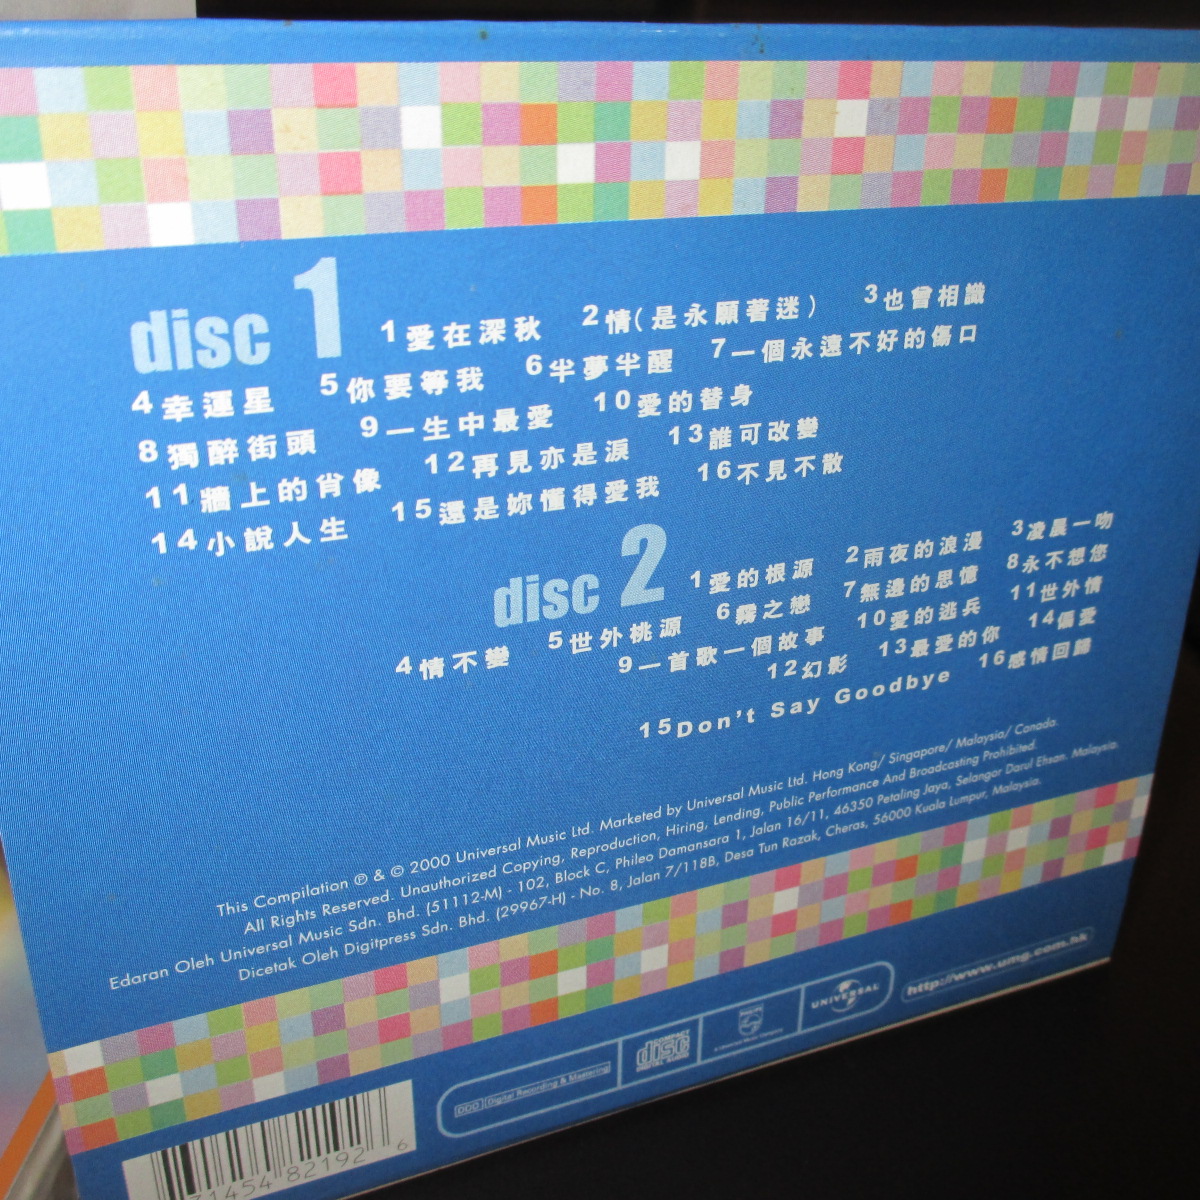 disc 1
1愛在深秋 2情(是永願著迷) 3也曾相識
4幸運星 5你要等我 6半夢半醒 7一個永遠不好的傷口
8獨醉街頭 9一生中最愛 10愛的替身
11牆上的肖像 12再見亦是淚 13誰可改變
14小說人生 15還是妳懂得愛我 16不見不散
disc 2
1愛的根源 2雨夜的浪漫 3凌晨一吻
4情不變 5世外桃源 6霧之戀 7無邊的思憶 8永不想您
9一首歌一個故事 10愛的逃兵 11世外情
12幻影 13最愛的你 14偏愛
15Don't Say Goodbye 16感情回歸
This Compilation ℗ & © 2000 Universal Music Ltd. Marketed by Universal Music Ltd. Hong Kong/ Singapore/ Malaysia/ Canada.
All Rights Reserved. Unauthorized Copying, Reproduction, Hiring, Lending, Public Performance And Broadcasting Prohibited.
Edaran Oleh Universal Music Sdn. Bhd. (51112-M) - 102, Block C, Phileo Damansara 1, Jalan 16/11, 46350 Petaling Jaya, Selangor Darul Ehsan, Malaysia.
Dicetak Oleh Digitpress Sdn. Bhd. (29967-H) - No. 8, Jalan 7/118B, Desa Tun Razak, Cheras, 56000 Kuala Lumpur, Malaysia.
DDD Digital Recording & Mastering
COMPACT disc DIGITAL AUDIO
PHILIPS
UNIVERSAL
http://www.umg.com.hk
71454 82192 6